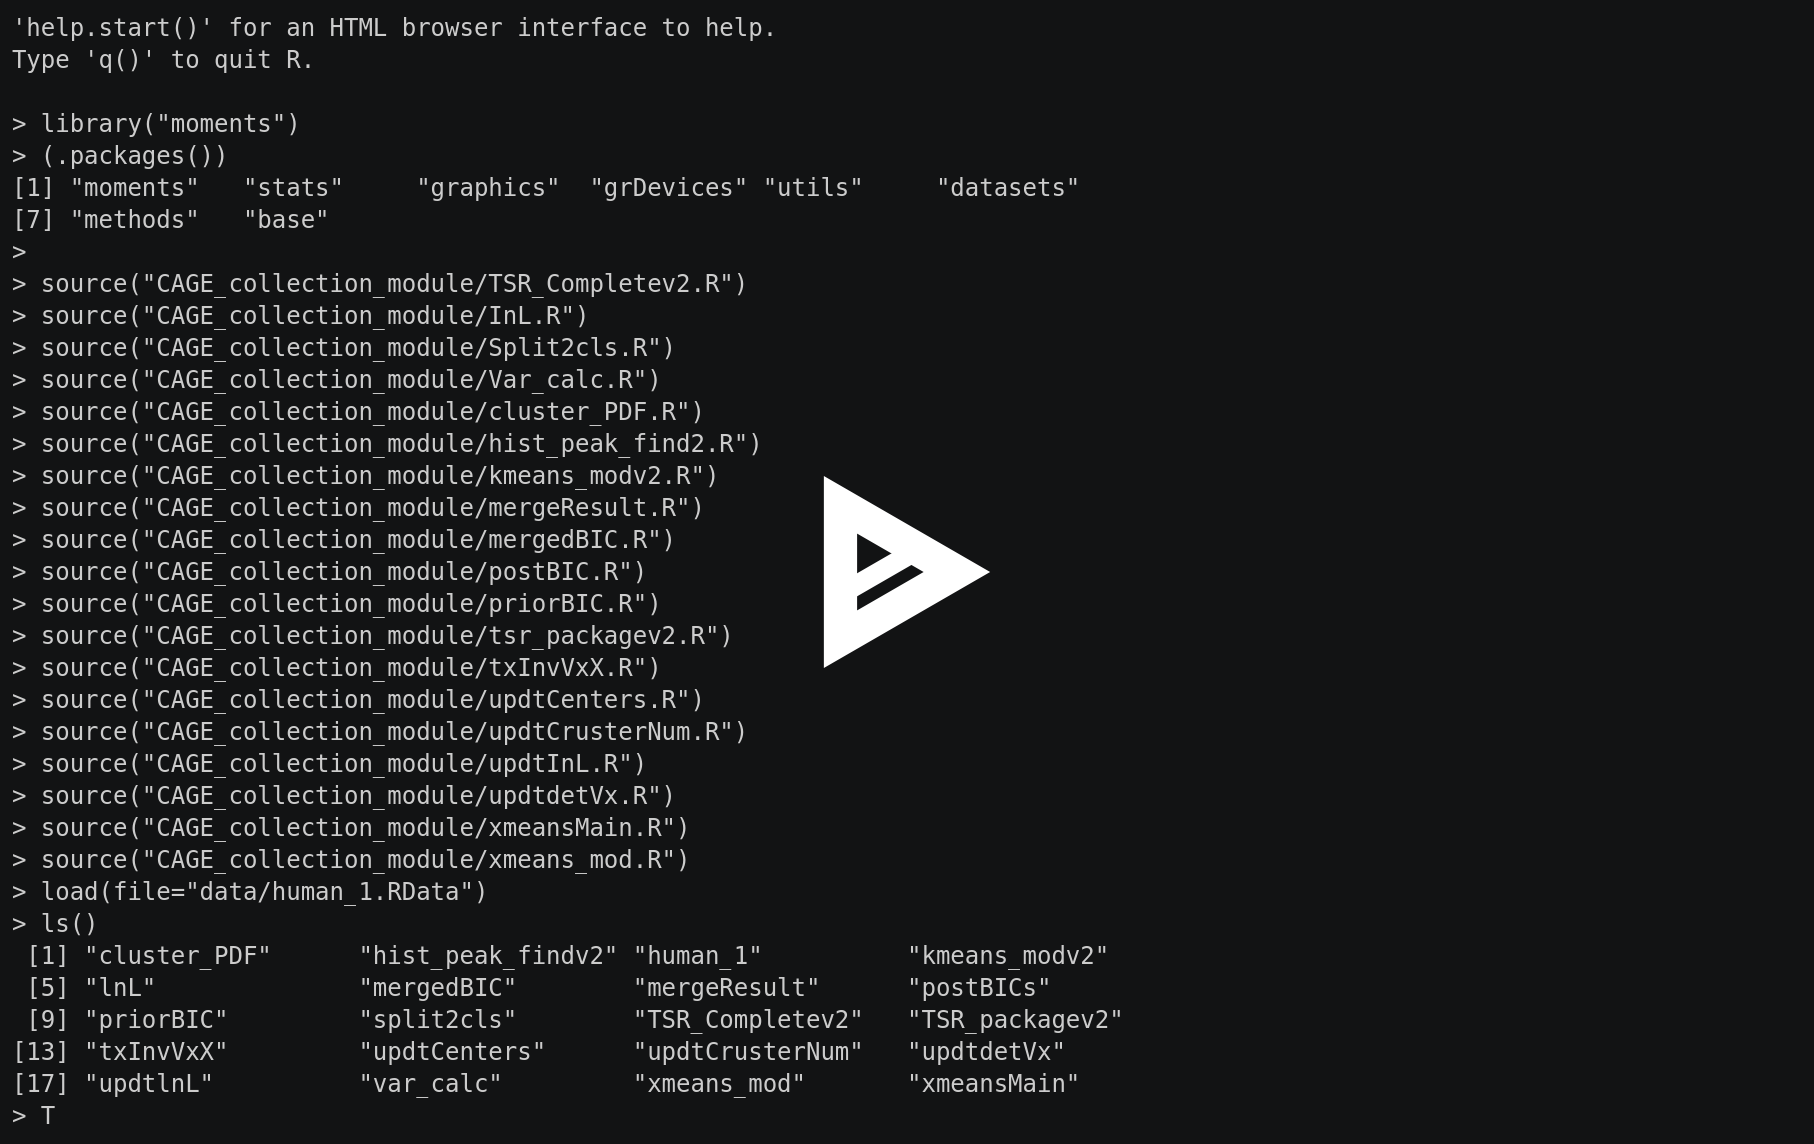 'help.start()' for an HTML browser interface to help.
Type 'q()' to quit R.

> library("moments")
> (.packages())
[1] "moments"   "stats"     "graphics"  "grDevices" "utils"     "datasets"
[7] "methods"   "base"
>
> source("CAGE_collection_module/TSR_Completev2.R")
> source("CAGE_collection_module/InL.R")
> source("CAGE_collection_module/Split2cls.R")
> source("CAGE_collection_module/Var_calc.R")
> source("CAGE_collection_module/cluster_PDF.R")
> source("CAGE_collection_module/hist_peak_find2.R")
> source("CAGE_collection_module/kmeans_modv2.R")
> source("CAGE_collection_module/mergeResult.R")
> source("CAGE_collection_module/mergedBIC.R")
> source("CAGE_collection_module/postBIC.R")
> source("CAGE_collection_module/priorBIC.R")
> source("CAGE_collection_module/tsr_packagev2.R")
> source("CAGE_collection_module/txInvVxX.R")
> source("CAGE_collection_module/updtCenters.R")
> source("CAGE_collection_module/updtCrusterNum.R")
> source("CAGE_collection_module/updtInL.R")
> source("CAGE_collection_module/updtdetVx.R")
> source("CAGE_collection_module/xmeansMain.R")
> source("CAGE_collection_module/xmeans_mod.R")
> load(file="data/human_1.RData")
> ls()
 [1] "cluster_PDF"      "hist_peak_findv2" "human_1"          "kmeans_modv2"
 [5] "lnL"              "mergedBIC"        "mergeResult"      "postBICs"
 [9] "priorBIC"         "split2cls"        "TSR_Completev2"   "TSR_packagev2"
[13] "txInvVxX"         "updtCenters"      "updtCrusterNum"   "updtdetVx"
[17] "updtlnL"          "var_calc"         "xmeans_mod"       "xmeansMain"
> T